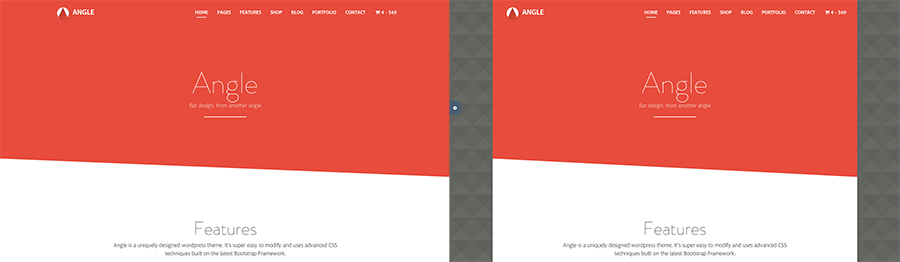 ANGLE
HOME PAGES FEATURES SHOP BLOG PORTFOLIO CONTACT 4 - $69
Angle
flat design, from another angle
Features
Angle is a uniquely designed wordpress theme. It's super easy to modify and uses advanced CSS
techniques built on the latest Bootstrap Framework.
ANGLE
HOME PAGES FEATURES SHOP BLOG PORTFOLIO CONTACT 4 - $69
Angle
flat design, from another angle
Features
Angle is a uniquely designed wordpress theme. It's super easy to modify and uses advanced CSS
techniques built on the latest Bootstrap Framework.